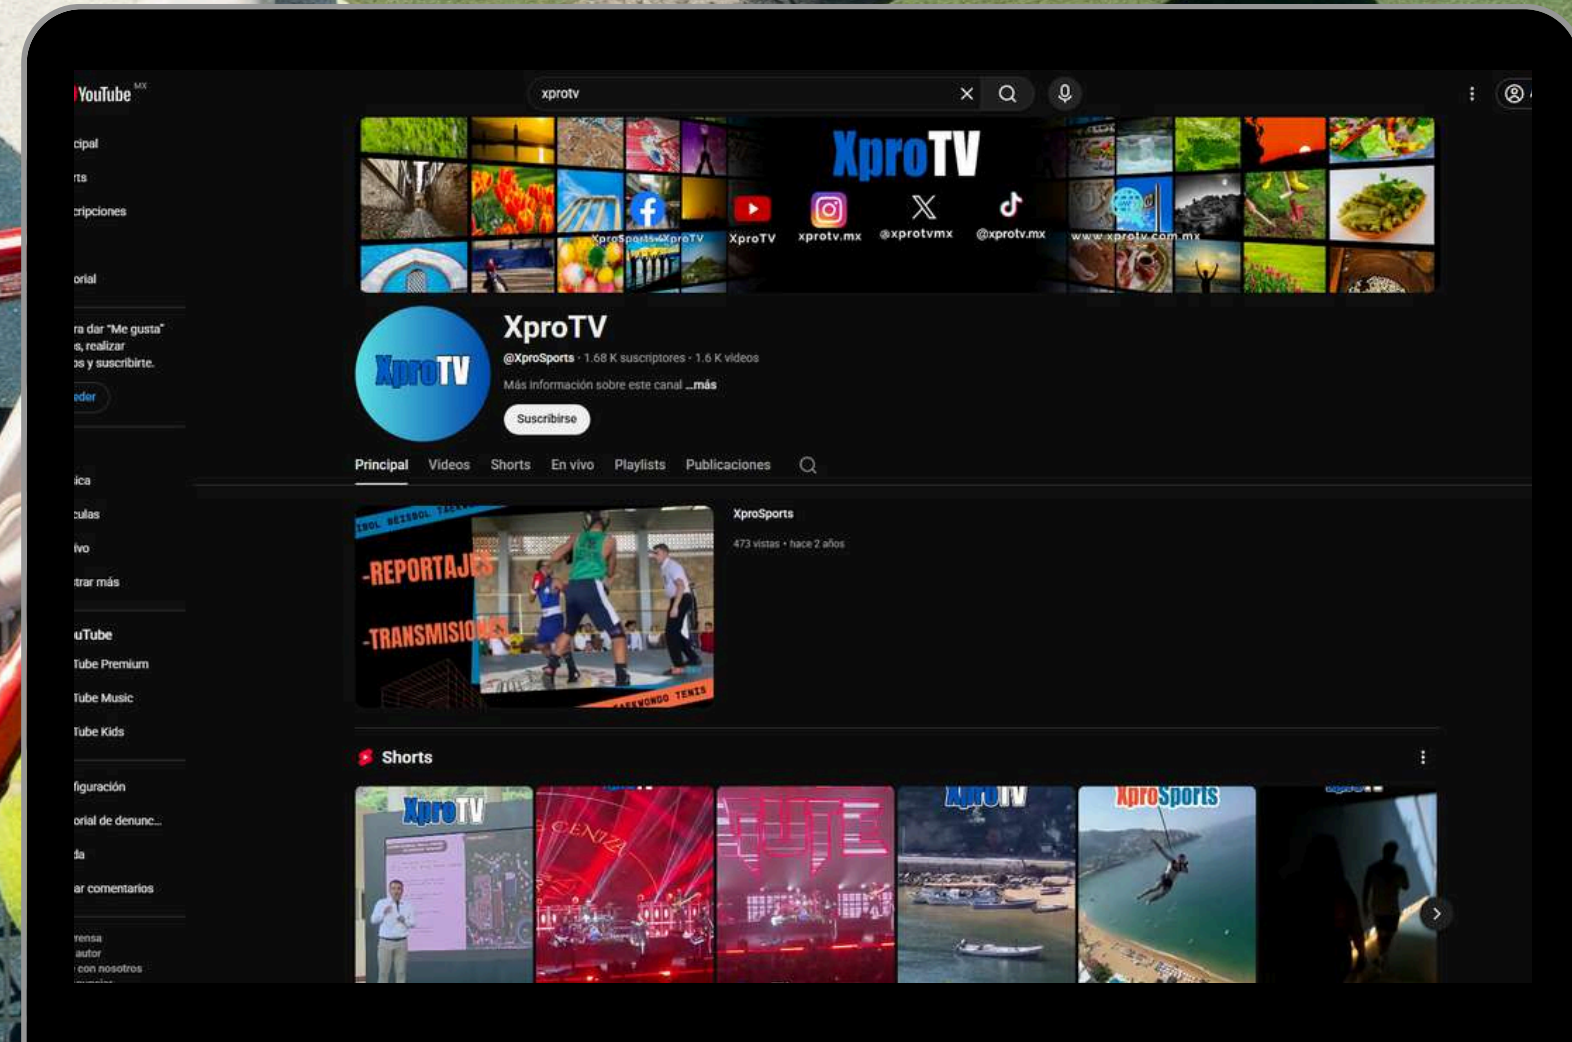 YouTube MX
xprotv
cipal
rts
cripciones
orial
ra dar "Me gusta"
s, realizar
os y suscribirte.
eder
ica
culas
ivo
trar más
uTube
Tube Premium
Tube Music
Tube Kids
figuración
orial de denunc...
da
ar comentarios
rensa
autor
con nosotros
XproTV
XproSports4XproTV
XproTV
xprotv.mx
@xprotvmx
@xprotv.mx
www.xprotv.com.mx
XproTV
XproTV
@XproSports · 1.68 K suscriptores · 1.6 K videos
Más información sobre este canal ...más
Suscribirse
Principal Videos Shorts En vivo Playlists Publicaciones
BÉISBOL
-REPORTAJES
-TRANSMISIONES
TAEKWONDO TENIS
XproSports
473 vistas • hace 2 años
Shorts
XproTV
CENIZA
XproTV
XproSports